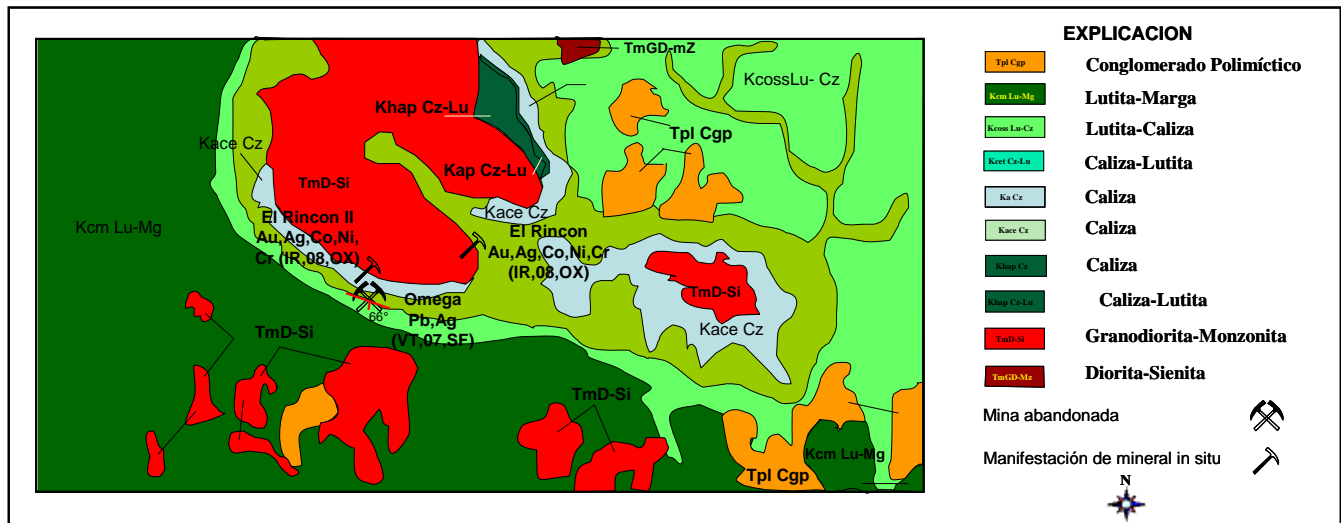 TmGD-mZ
KcossLu- Cz
Khap Cz-Lu
Tpl Cgp
Kace Cz
Kap Cz-Lu
TmD-Si
Kace Cz
Kcm Lu-Mg
El Rincon II
Au,Ag,Co,Ni,
Cr (IR,08,OX)
El Rincon
Au,Ag,Co,Ni,Cr
(IR,08,OX)
TmD-Si
Omega
Pb,Ag
(VT,07,SF)
66°
Kace Cz
TmD-Si
TmD-Si
Kcm Lu-Mg
Tpl Cgp
EXPLICACION
Tpl Cgp Conglomerado Polimíctico
Kcm Lu-Mg Lutita-Marga
Kcoss Lu-Cz Lutita-Caliza
Kcet Cz-Lu Caliza-Lutita
Ka Cz Caliza
Kace Cz Caliza
Khap Cz Caliza
Khap Cz-Lu Caliza-Lutita
TmD-Si Granodiorita-Monzonita
TmGD-Mz Diorita-Sienita
Mina abandonada
Manifestación de mineral in situ
N